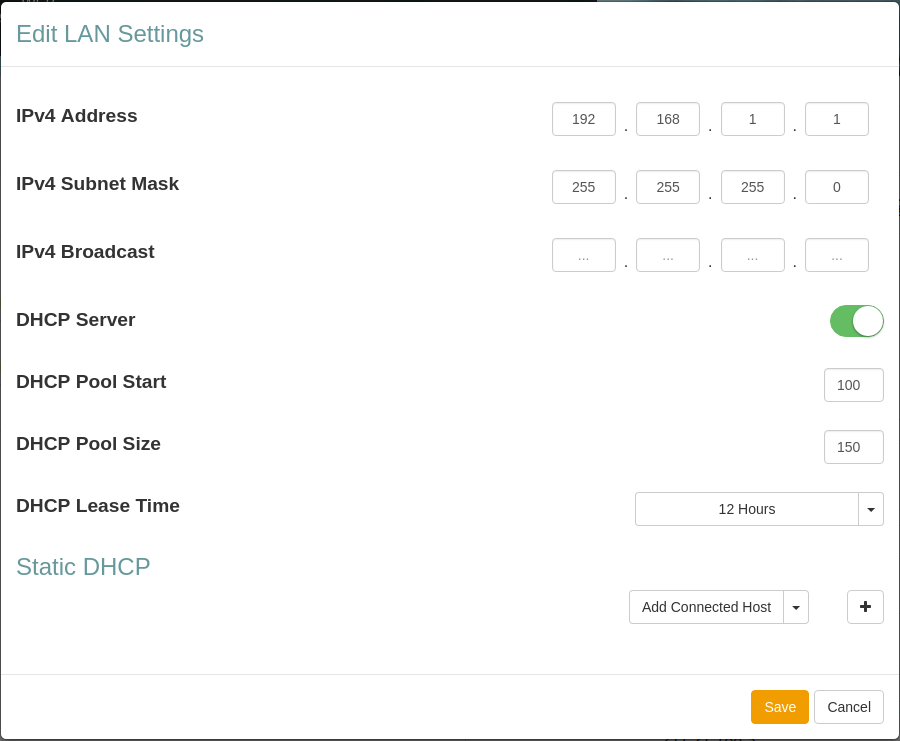 Edit LAN Settings
IPv4 Address 192 . 168 . 1 . 1
IPv4 Subnet Mask 255 . 255 . 255 . 0
IPv4 Broadcast ... . ... . ... . ...
DHCP Server
DHCP Pool Start 100
DHCP Pool Size 150
DHCP Lease Time 12 Hours
Static DHCP
Add Connected Host
Save Cancel